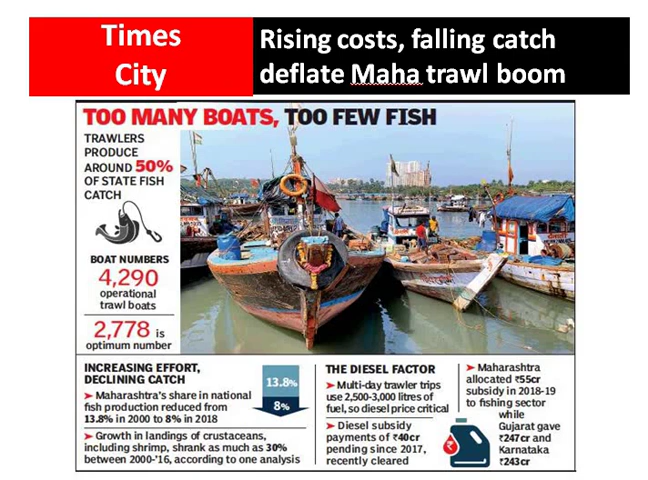 Times
City
Rising costs, falling catch
deflate Maha trawl boom
TOO MANY BOATS, TOO FEW FISH
TRAWLERS
PRODUCE
AROUND 50%
OF STATE FISH
CATCH
BOAT NUMBERS
4,290
operational
trawl boats
2,778 is
optimum number
INCREASING EFFORT,
DECLINING CATCH
➤ Maharashtra's share in national
fish production reduced from
13.8% in 2000 to 8% in 2018
13.8%
8%
➤ Growth in landings of crustaceans,
including shrimp, shrank as much as 30%
between 2000-'16, according to one analysis
THE DIESEL FACTOR
➤ Multi-day trawler trips
use 2,500-3,000 litres of
fuel, so diesel price critical
➤ Diesel subsidy
payments of ₹40cr
pending since 2017,
recently cleared
➤ Maharashtra
allocated ₹55cr
subsidy in 2018-19
to fishing sector
while
Gujarat gave
₹247cr and
Karnataka
₹243cr
₹